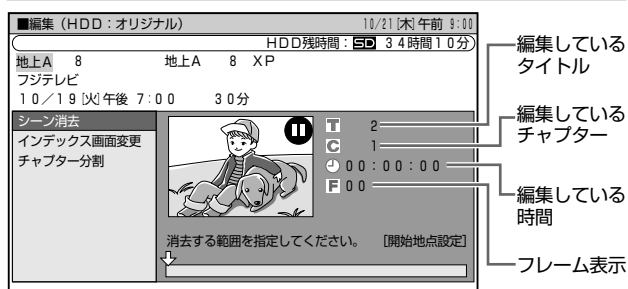 ■編集（HDD：オリジナル） 10/21[木]午前 9:00
HDD残時間：SD 34時間10分
地上A 8 地上A 8 XP
フジテレビ
10／19[火]午後 7:00 30分
シーン消去
インデックス画面変更
チャプター分割
T 2
C 1
00:00:00
F 00
消去する範囲を指定してください。 [開始地点設定]
編集している
タイトル
編集している
チャプター
編集している
時間
フレーム表示